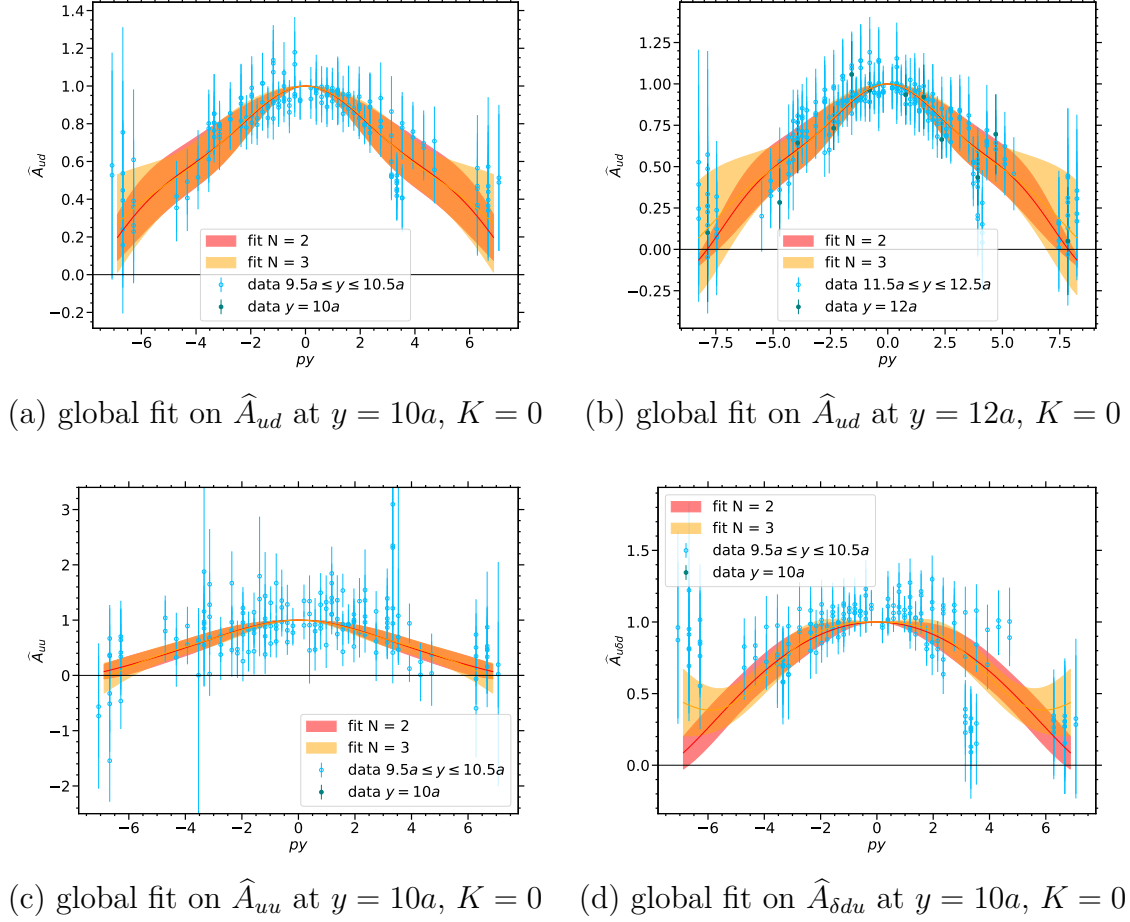 1.4
1.2
1.0
0.8
0.6
0.4
0.2
0.0
−0.2
Â_ud
−6 −4 −2 0 2 4 6
py
fit N = 2
fit N = 3
data 9.5a ≤ y ≤ 10.5a
data y = 10a
(a) global fit on Â_ud at y = 10a, K = 0
1.25
1.00
0.75
0.50
0.25
0.00
−0.25
Â_ud
−7.5 −5.0 −2.5 0.0 2.5 5.0 7.5
py
fit N = 2
fit N = 3
data 11.5a ≤ y ≤ 12.5a
data y = 12a
(b) global fit on Â_ud at y = 12a, K = 0
3
2
1
0
−1
−2
Â_uu
−6 −4 −2 0 2 4 6
py
fit N = 2
fit N = 3
data 9.5a ≤ y ≤ 10.5a
data y = 10a
(c) global fit on Â_uu at y = 10a, K = 0
fit N = 2
fit N = 3
data 9.5a ≤ y ≤ 10.5a
data y = 10a
1.5
1.0
0.5
0.0
Â_uδd
−6 −4 −2 0 2 4 6
py
(d) global fit on Â_δdu at y = 10a, K = 0